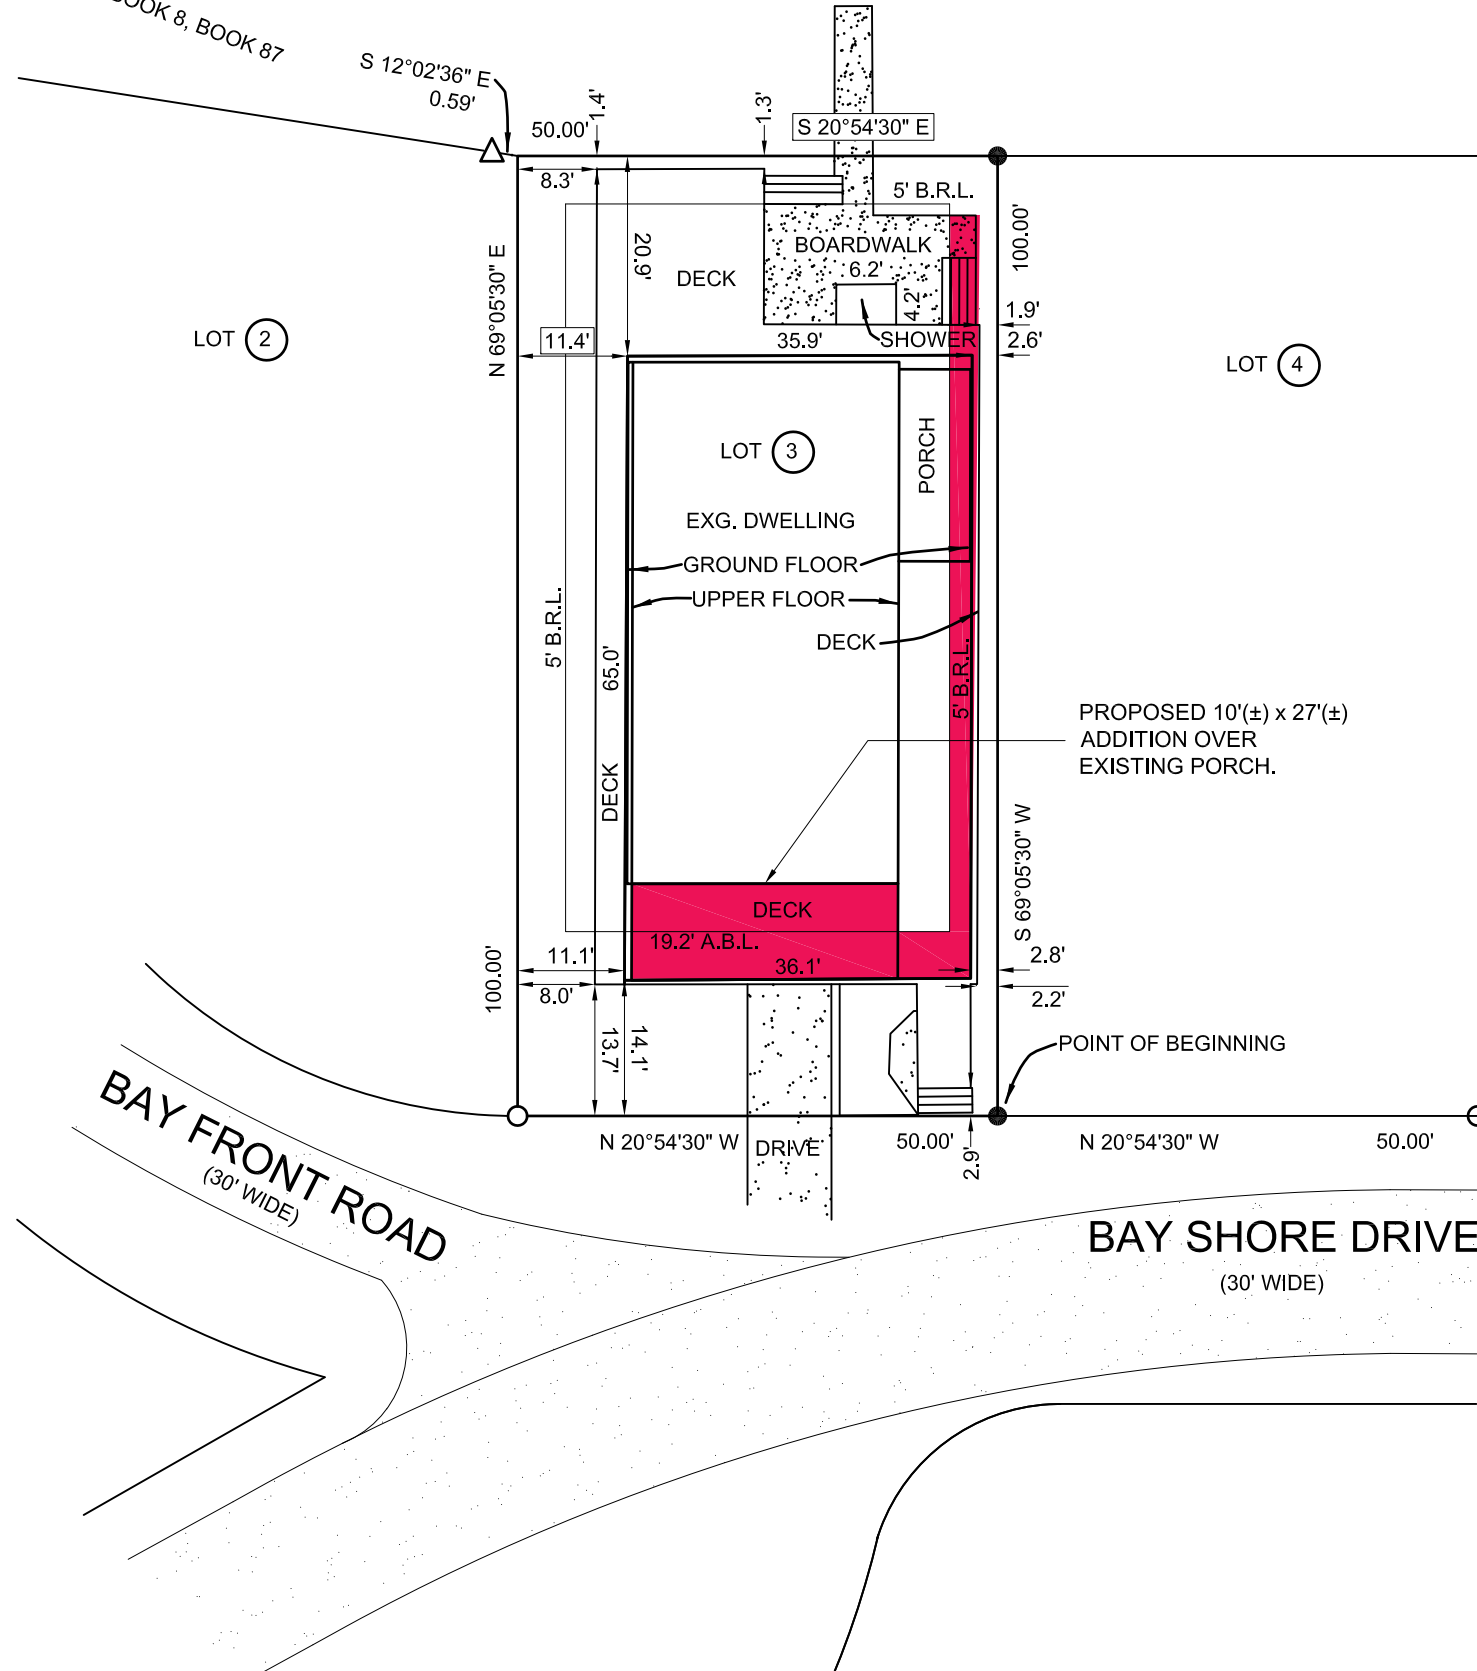 BOOK 8, BOOK 87
S 12°02'36" E
0.59'
50.00'
1.4'
1.3'
S 20°54'30" E
8.3'
5' B.R.L.
N 69°05'30" E
20.9'
DECK
BOARDWALK
6.2'
4.2'
100.00'
1.9'
2.6'
LOT 2
11.4'
35.9'
SHOWER
LOT 4
LOT 3
PORCH
EXG. DWELLING
GROUND FLOOR
UPPER FLOOR
DECK
5' B.R.L.
65.0'
DECK
5' B.R.L.
PROPOSED 10'(±) x 27'(±)
ADDITION OVER
EXISTING PORCH.
S 69°05'30" W
DECK
19.2' A.B.L.
36.1'
11.1'
8.0'
100.00'
2.8'
2.2'
13.7'
14.1'
POINT OF BEGINNING
N 20°54'30" W
DRIVE
50.00'
2.9'
N 20°54'30" W
50.00'
BAY FRONT ROAD
(30' WIDE)
BAY SHORE DRIVE
(30' WIDE)